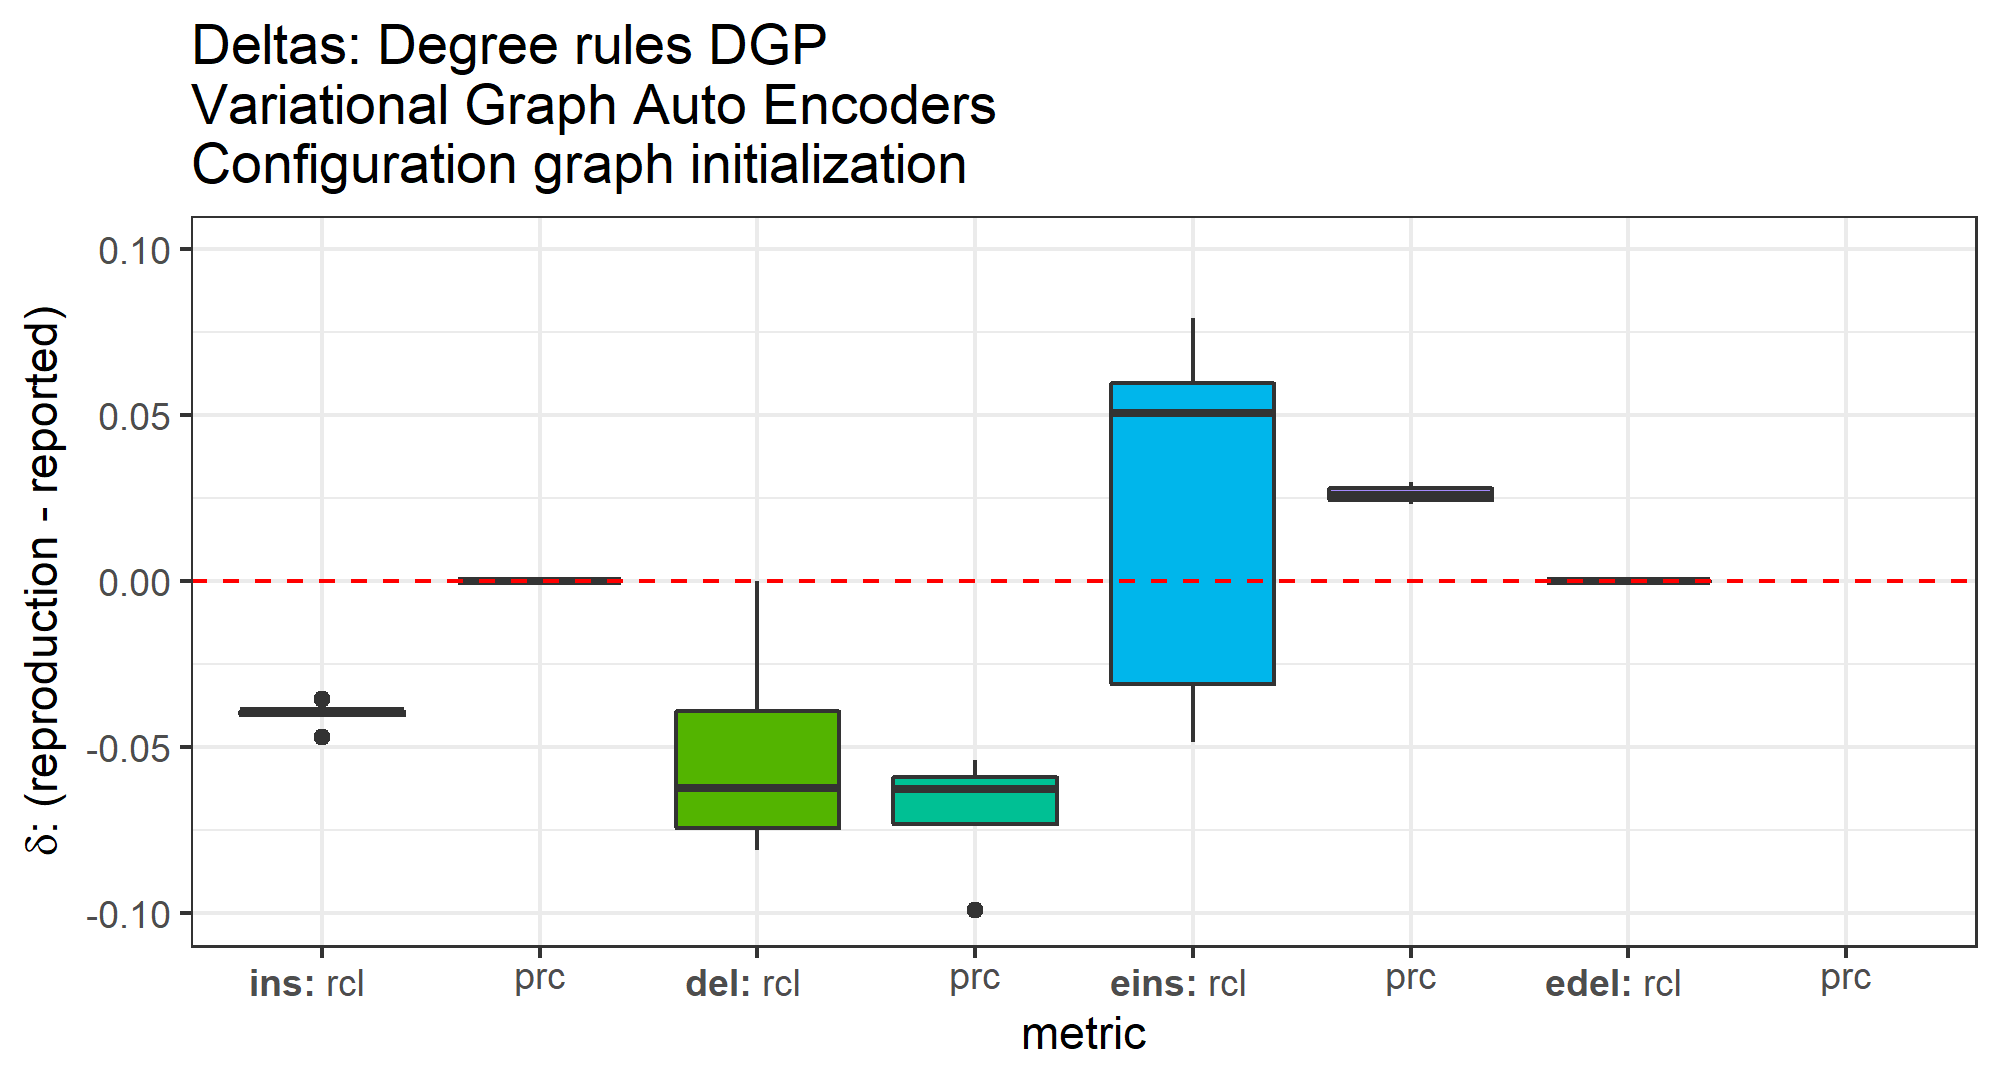 Deltas: Degree rules DGP
Variational Graph Auto Encoders
Configuration graph initialization
δ: (reproduction - reported)
0.10
0.05
0.00
-0.05
-0.10
ins: rcl prc del: rcl prc eins: rcl prc edel: rcl prc
metric